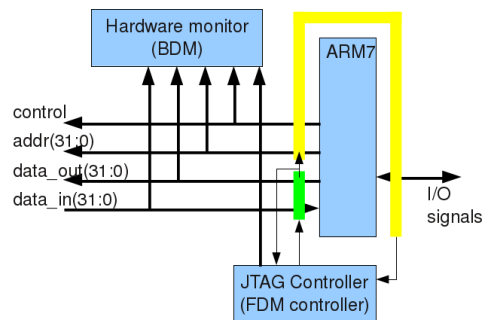 Hardware monitor
(BDM)
ARM7
control
addr(31:0)
data_out(31:0)
data_in(31:0)
I/O
signals
JTAG Controller
(FDM controller)